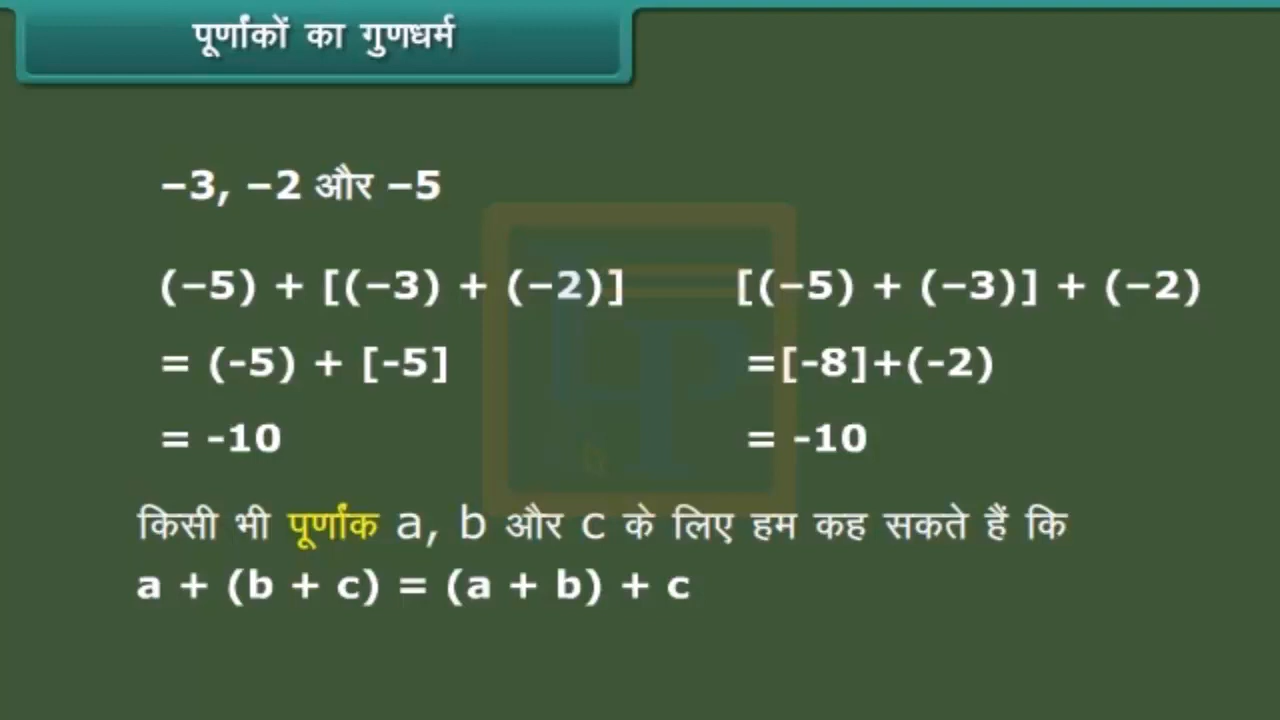 पूर्णांकों का गुणधर्म
–3, –2 और –5
(–5) + [(–3) + (–2)]
= (-5) + [-5]
= -10
[(–5) + (–3)] + (–2)
=[-8]+(-2)
= -10
किसी भी पूर्णांक a, b और c के लिए हम कह सकते हैं कि
a + (b + c) = (a + b) + c